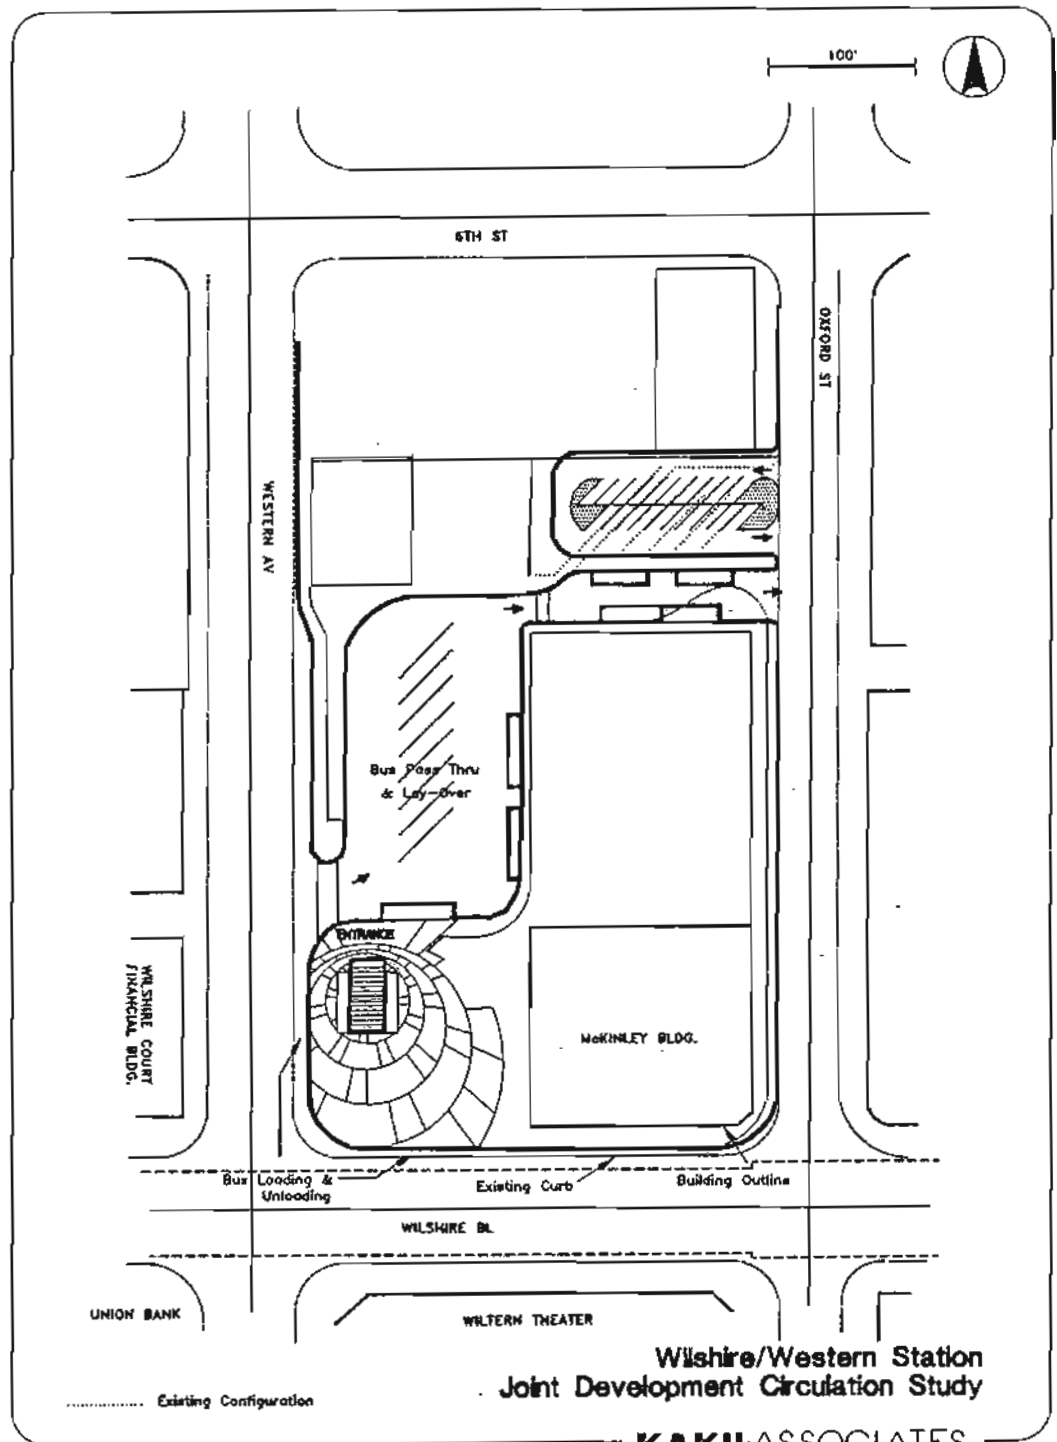 100'
6TH ST
OXFORD ST
WESTERN AV
Bus Pass Thru
& Lay-Over
ENTRANCE
WILSHIRE COURT
FINANCIAL BLDG.
McKINLEY BLDG.
Bus Loading &
Unloading
Existing Curb
Building Outline
WILSHIRE BL
UNION BANK
WILTERN THEATER
Wilshire/Western Station
Joint Development Circulation Study
Existing Configuration
KAKU ASSOCIATES